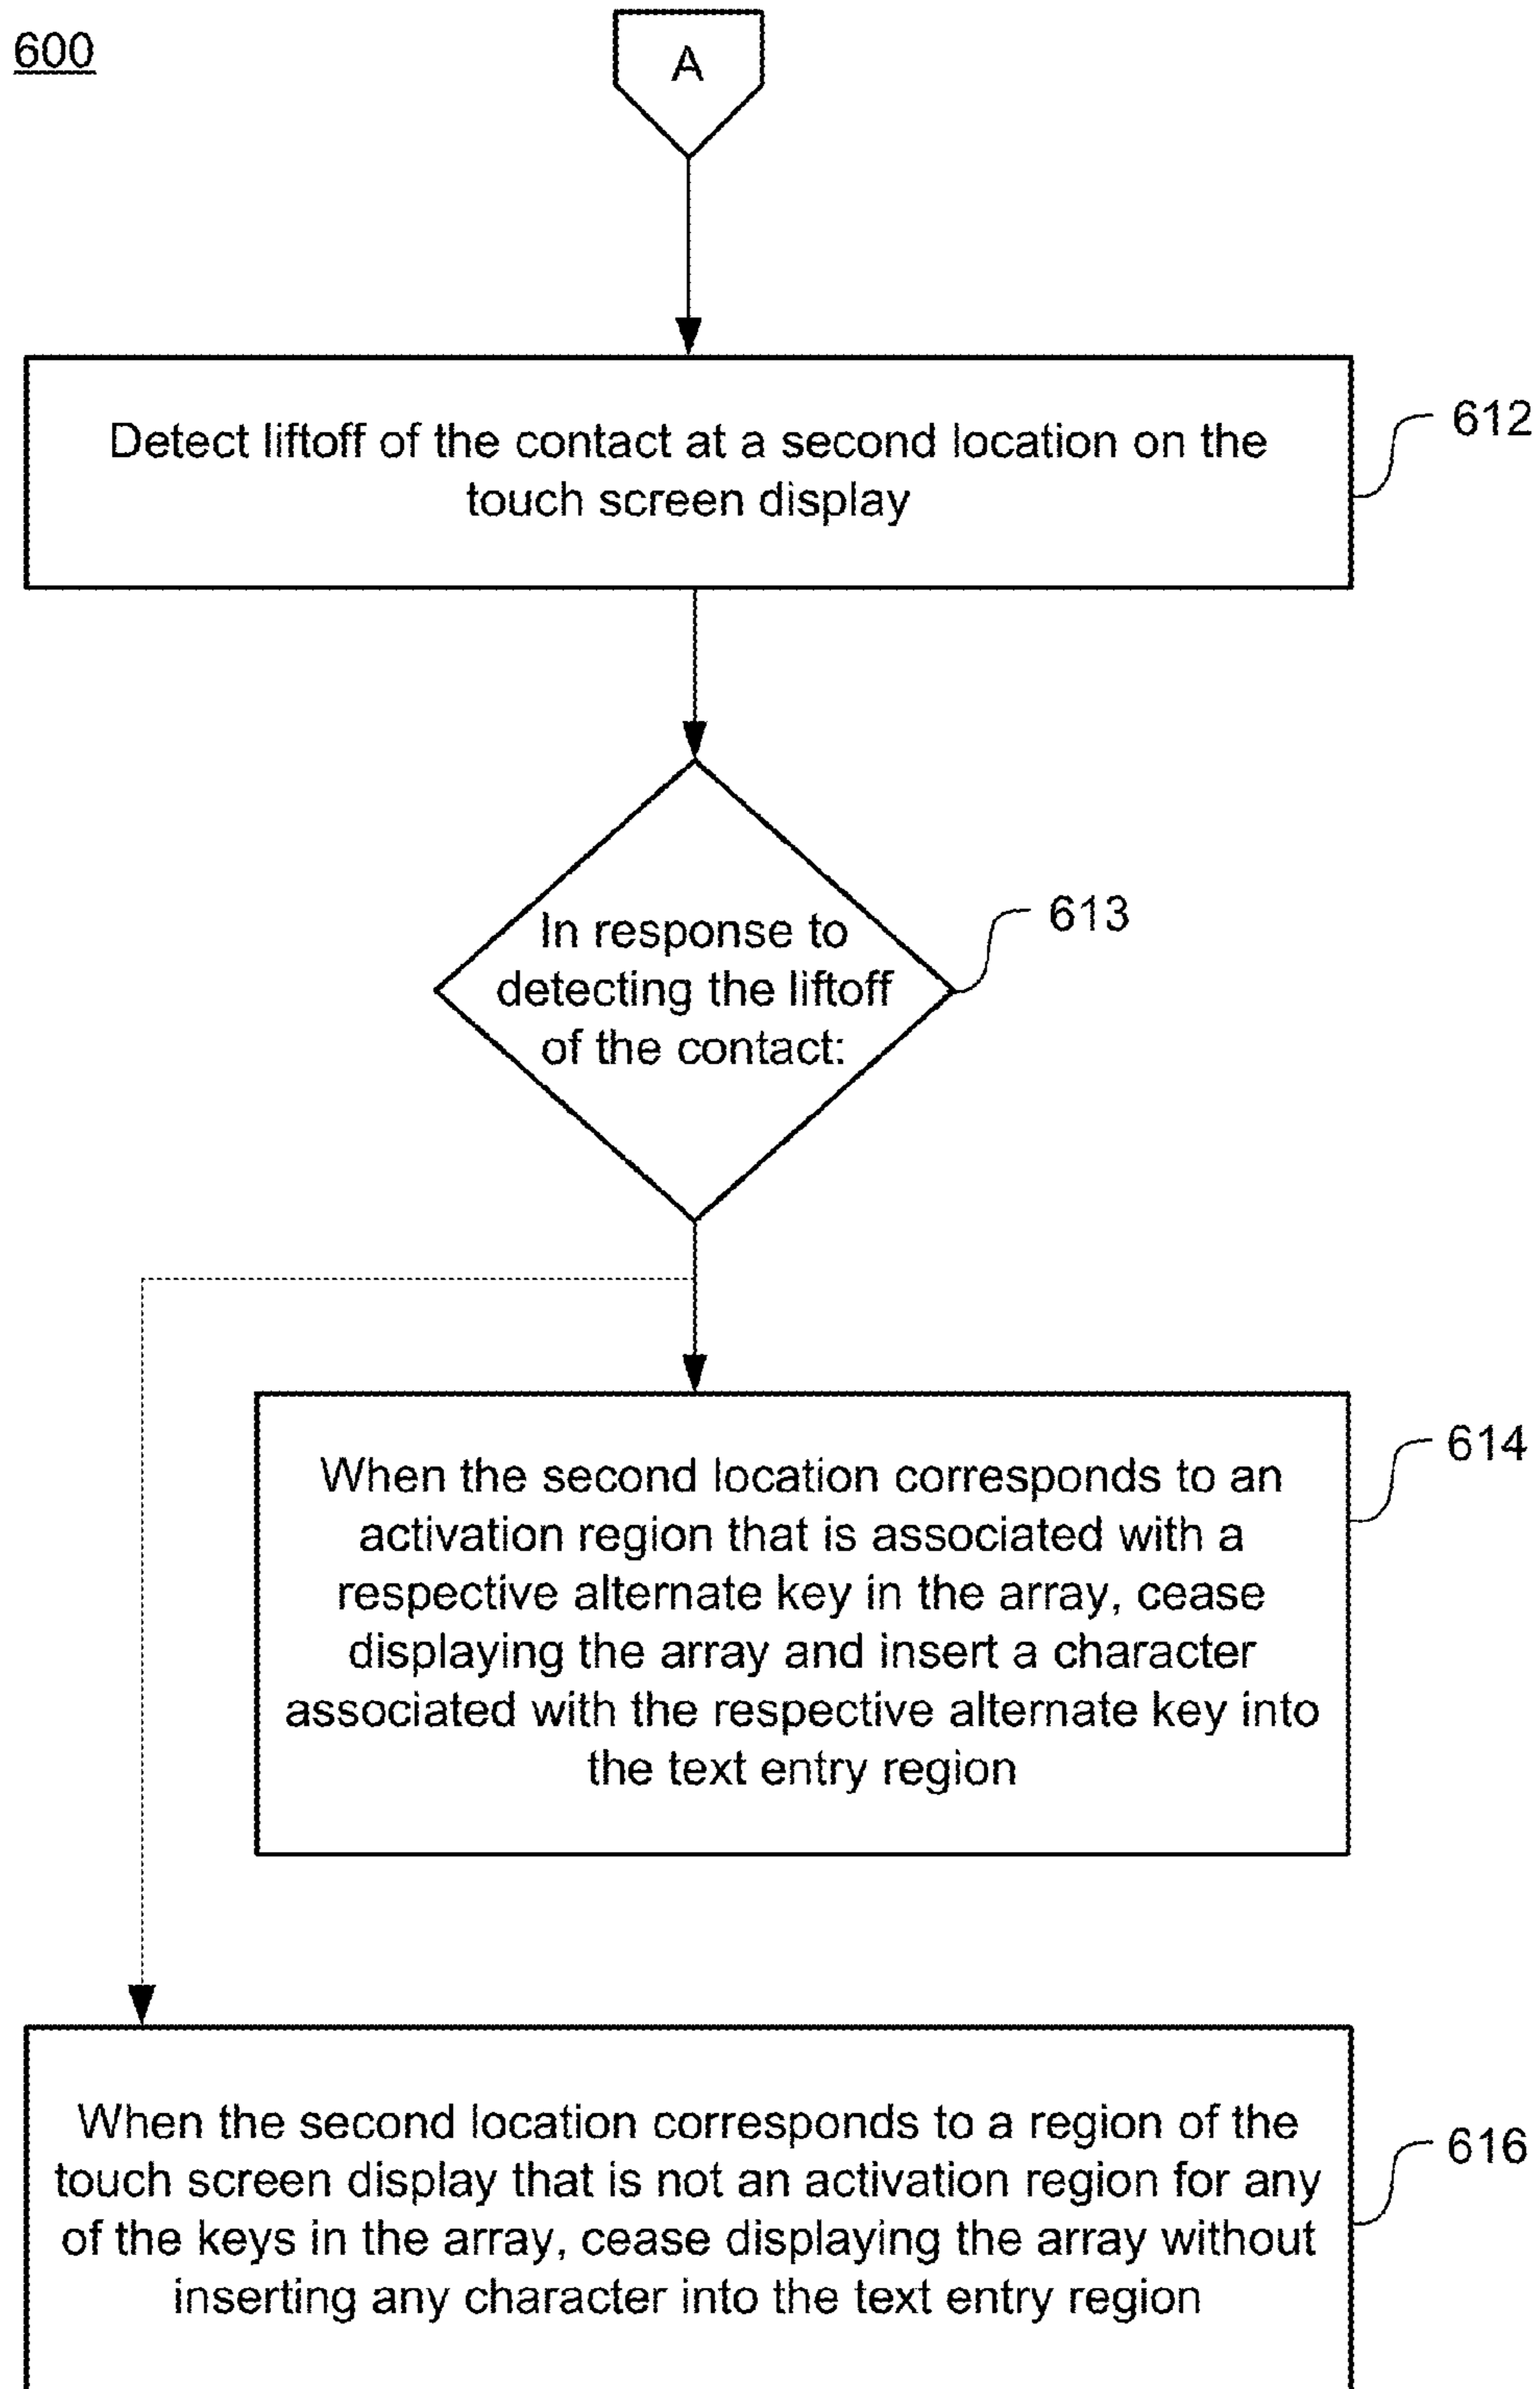 600
A
Detect liftoff of the contact at a second location on the
touch screen display
612
In response to
detecting the liftoff
of the contact:
613
When the second location corresponds to an
activation region that is associated with a
respective alternate key in the array, cease
displaying the array and insert a character
associated with the respective alternate key into
the text entry region
614
When the second location corresponds to a region of the
touch screen display that is not an activation region for any
of the keys in the array, cease displaying the array without
inserting any character into the text entry region
616